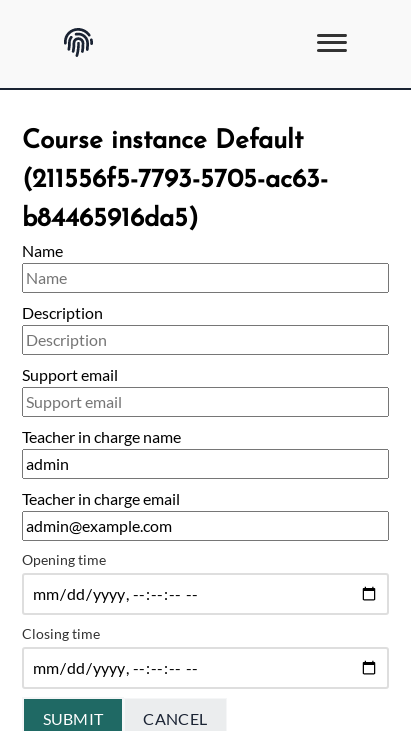 Course instance Default
(211556f5-7793-5705-ac63-
b84465916da5)
Name
Name
Description
Description
Support email
Support email
Teacher in charge name
admin
Teacher in charge email
admin@example.com
Opening time
mm/dd/yyyy, --:--:-- --
Closing time
mm/dd/yyyy, --:--:-- --
SUBMIT CANCEL